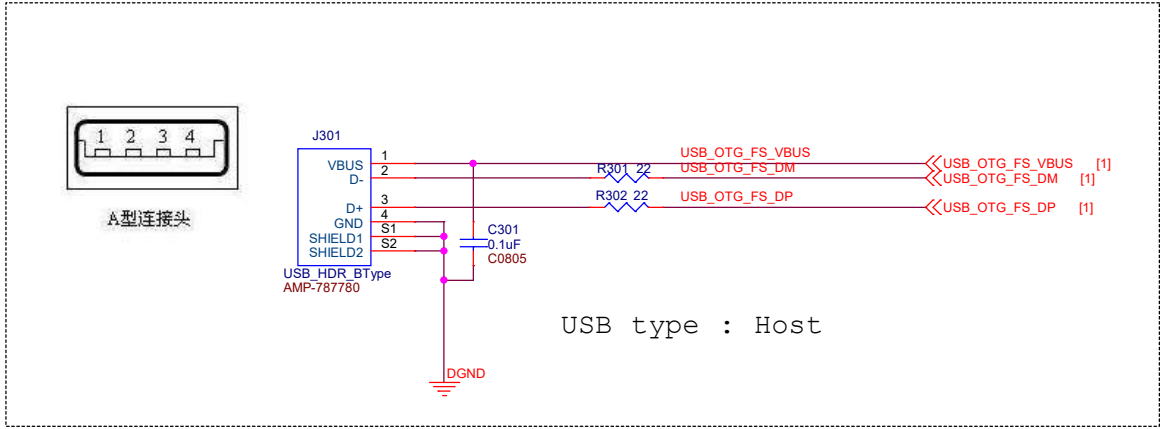 1 2 3 4
A型连接头
J301
VBUS 1
D- 2
D+ 3
GND 4
SHIELD1 S1
SHIELD2 S2
USB_HDR_BType
AMP-787780
C301
0.1uF
C0805
R301 22
R302 22
USB_OTG_FS_VBUS
USB_OTG_FS_DM
USB_OTG_FS_DP
USB_OTG_FS_VBUS [1]
USB_OTG_FS_DM [1]
USB_OTG_FS_DP [1]
USB type : Host
DGND